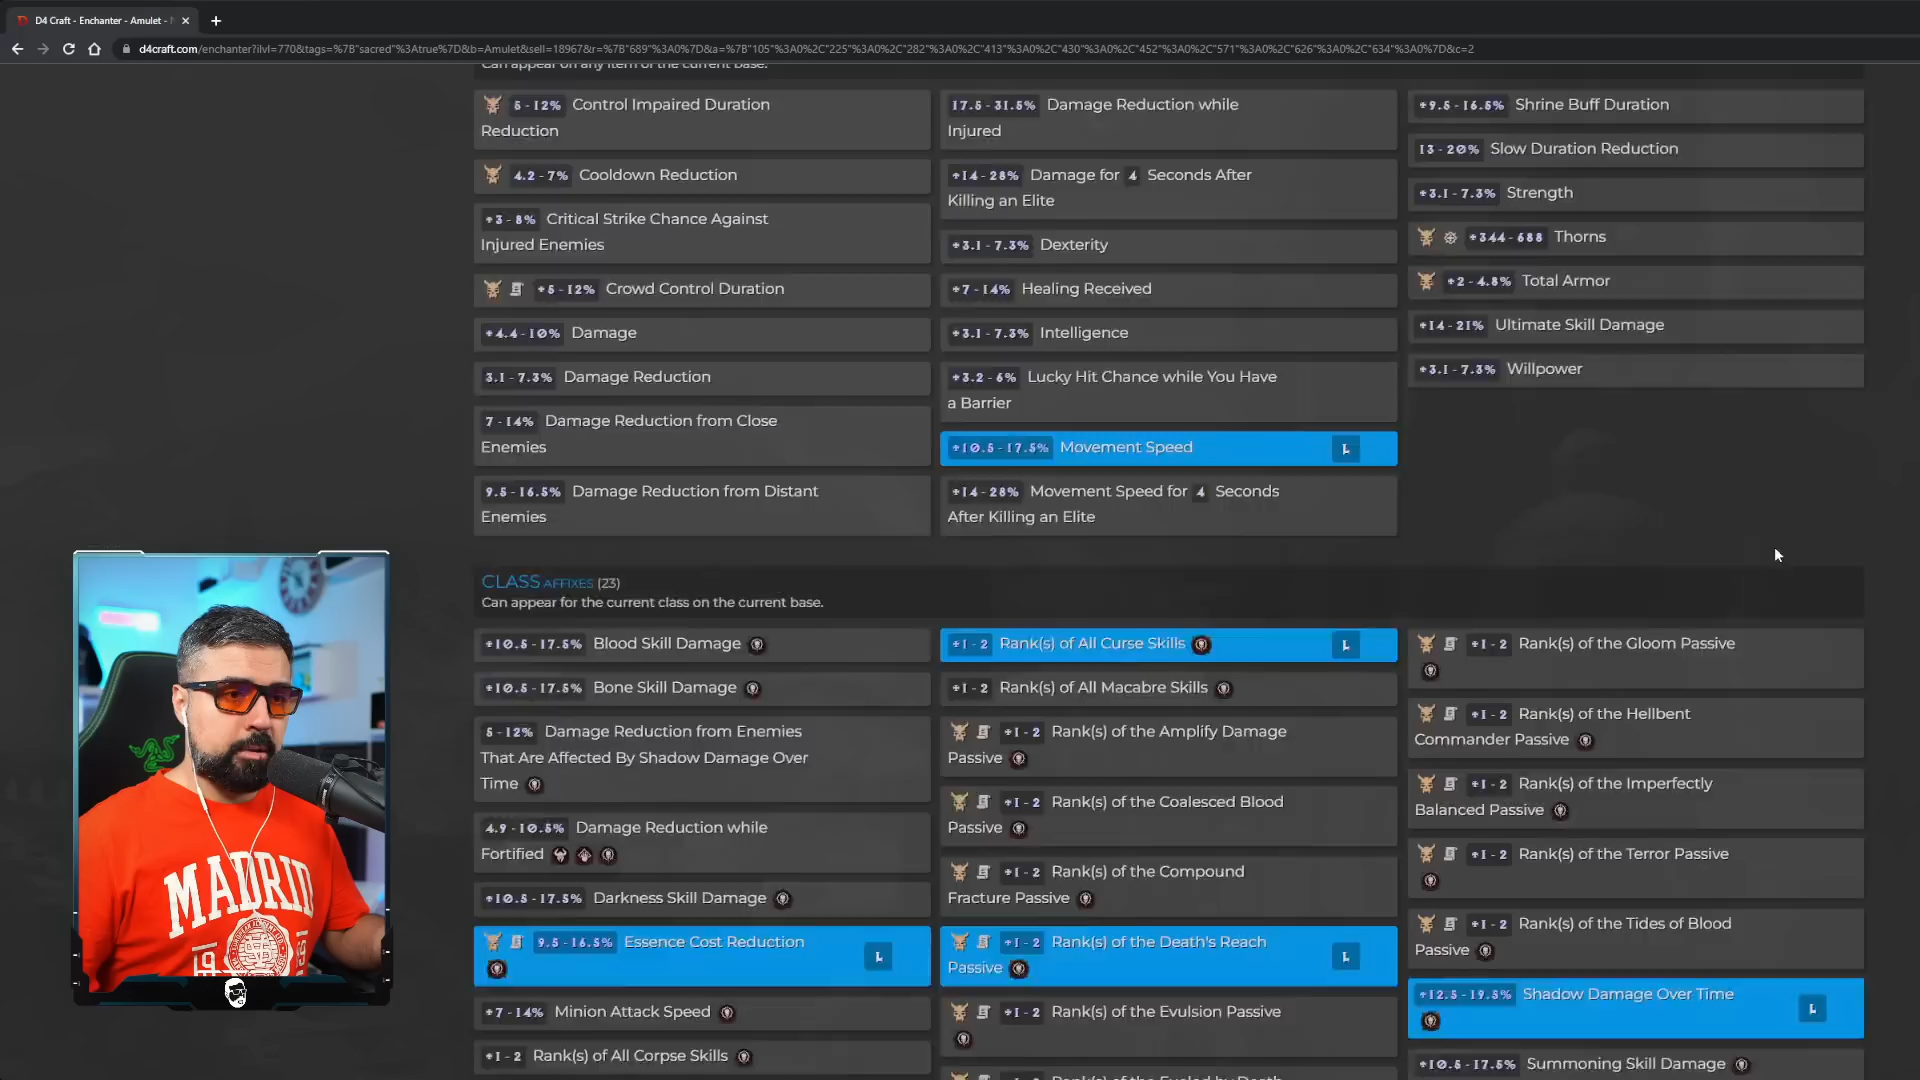 D4 Craft - Enchanter - Amulet -
d4craft.com/enchanter?ilvl=770&tags=%7B"sacred"%3Atrue%7D&b=Amulet&sell=18967&r=%7B"689"%3A0%7D&a=%7B"105"%3A0%2C"225"%3A0%2C"282"%3A0%2C"413"%3A0%2C"430"%3A0%2C"452"%3A0%2C"571"%3A0%2C"626"%3A0%2C"634"%3A0%7D&c=2
Can appear on any item of the current base.
5 - 12% Control Impaired Duration
Reduction
4.2 - 7% Cooldown Reduction
+3 - 8% Critical Strike Chance Against
Injured Enemies
+5 - 12% Crowd Control Duration
+4.4 - 10% Damage
3.1 - 7.3% Damage Reduction
7 - 14% Damage Reduction from Close
Enemies
9.5 - 16.5% Damage Reduction from Distant
Enemies
17.5 - 31.5% Damage Reduction while
Injured
+14 - 28% Damage for 4 Seconds After
Killing an Elite
+3.1 - 7.3% Dexterity
+7 - 14% Healing Received
+3.1 - 7.3% Intelligence
+3.2 - 6% Lucky Hit Chance while You Have
a Barrier
+10.5 - 17.5% Movement Speed L
+14 - 28% Movement Speed for 4 Seconds
After Killing an Elite
+9.5 - 16.5% Shrine Buff Duration
13 - 20% Slow Duration Reduction
+3.1 - 7.3% Strength
+344 - 688 Thorns
+2 - 4.8% Total Armor
+14 - 21% Ultimate Skill Damage
+3.1 - 7.3% Willpower
CLASS AFFIXES (23)
Can appear for the current class on the current base.
+10.5 - 17.5% Blood Skill Damage
+10.5 - 17.5% Bone Skill Damage
5 - 12% Damage Reduction from Enemies
That Are Affected By Shadow Damage Over
Time
4.9 - 10.5% Damage Reduction while
Fortified
+10.5 - 17.5% Darkness Skill Damage
9.5 - 16.5% Essence Cost Reduction L
+7 - 14% Minion Attack Speed
+1 - 2 Rank(s) of All Corpse Skills
+1 - 2 Rank(s) of All Curse Skills L
+1 - 2 Rank(s) of All Macabre Skills
+1 - 2 Rank(s) of the Amplify Damage
Passive
+1 - 2 Rank(s) of the Coalesced Blood
Passive
+1 - 2 Rank(s) of the Compound
Fracture Passive
+1 - 2 Rank(s) of the Death's Reach
Passive L
+1 - 2 Rank(s) of the Evulsion Passive
Rank(s) of the Fueled by Death
+1 - 2 Rank(s) of the Gloom Passive
+1 - 2 Rank(s) of the Hellbent
Commander Passive
+1 - 2 Rank(s) of the Imperfectly
Balanced Passive
+1 - 2 Rank(s) of the Terror Passive
+1 - 2 Rank(s) of the Tides of Blood
Passive
+12.5 - 19.5% Shadow Damage Over Time L
+10.5 - 17.5% Summoning Skill Damage
MADRID
19